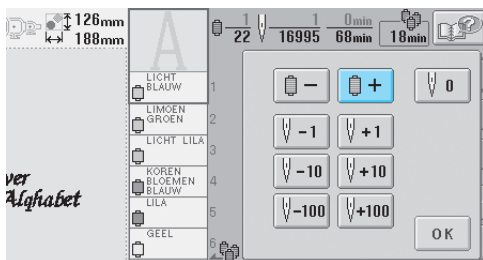 126mm
188mm
1
22
1
16995
0min
68min
18min
A
LICHT
BLAUW
1
LIMOEN
GROEN
2
LICHT LILA
3
KOREN
BLOEMEN
BLAUW
4
LILA
5
GEEL
6
ver
Alphabet
−
+
0
−1
+1
−10
+10
−100
+100
OK